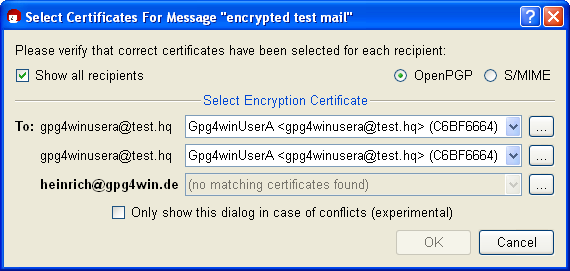 Select Certificates For Message "encrypted test mail"
Please verify that correct certificates have been selected for each recipient:
Show all recipients OpenPGP S/MIME
Select Encryption Certificate
To: gpg4winusera@test.hq Gpg4winUserA <gpg4winusera@test.hq> (C6BF6664) ...
gpg4winusera@test.hq Gpg4winUserA <gpg4winusera@test.hq> (C6BF6664) ...
heinrich@gpg4win.de (no matching certificates found) ...
Only show this dialog in case of conflicts (experimental)
OK Cancel